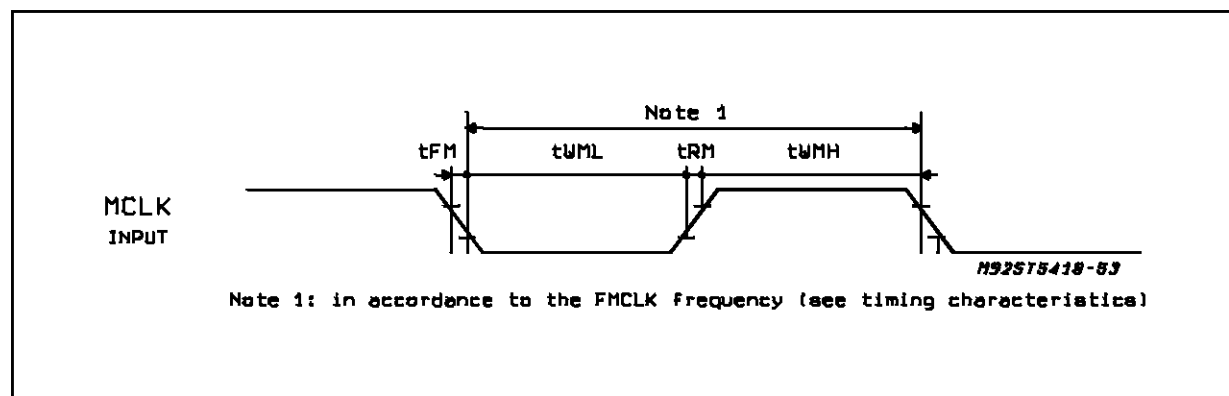 Note 1
tFM tWML tRM tWMH
MCLK
INPUT
M92ST5418-53
Note 1: in accordance to the FMCLK frequency (see timing characteristics)